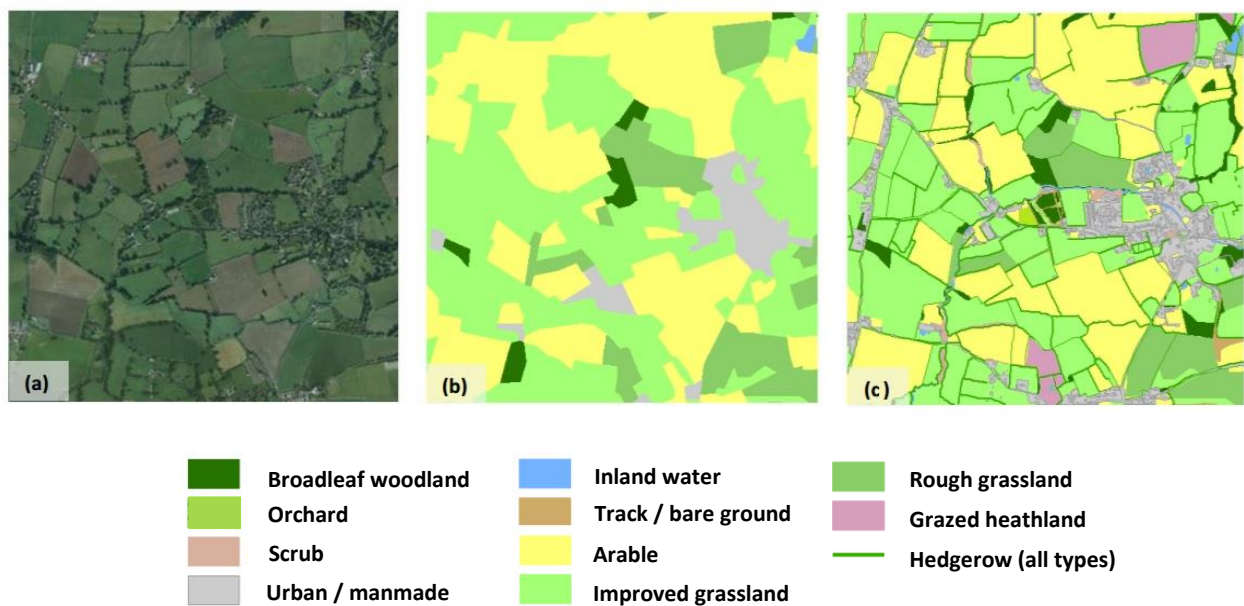 (a)
(b)
(c)
Broadleaf woodland
Orchard
Scrub
Urban / manmade
Inland water
Track / bare ground
Arable
Improved grassland
Rough grassland
Grazed heathland
Hedgerow (all types)